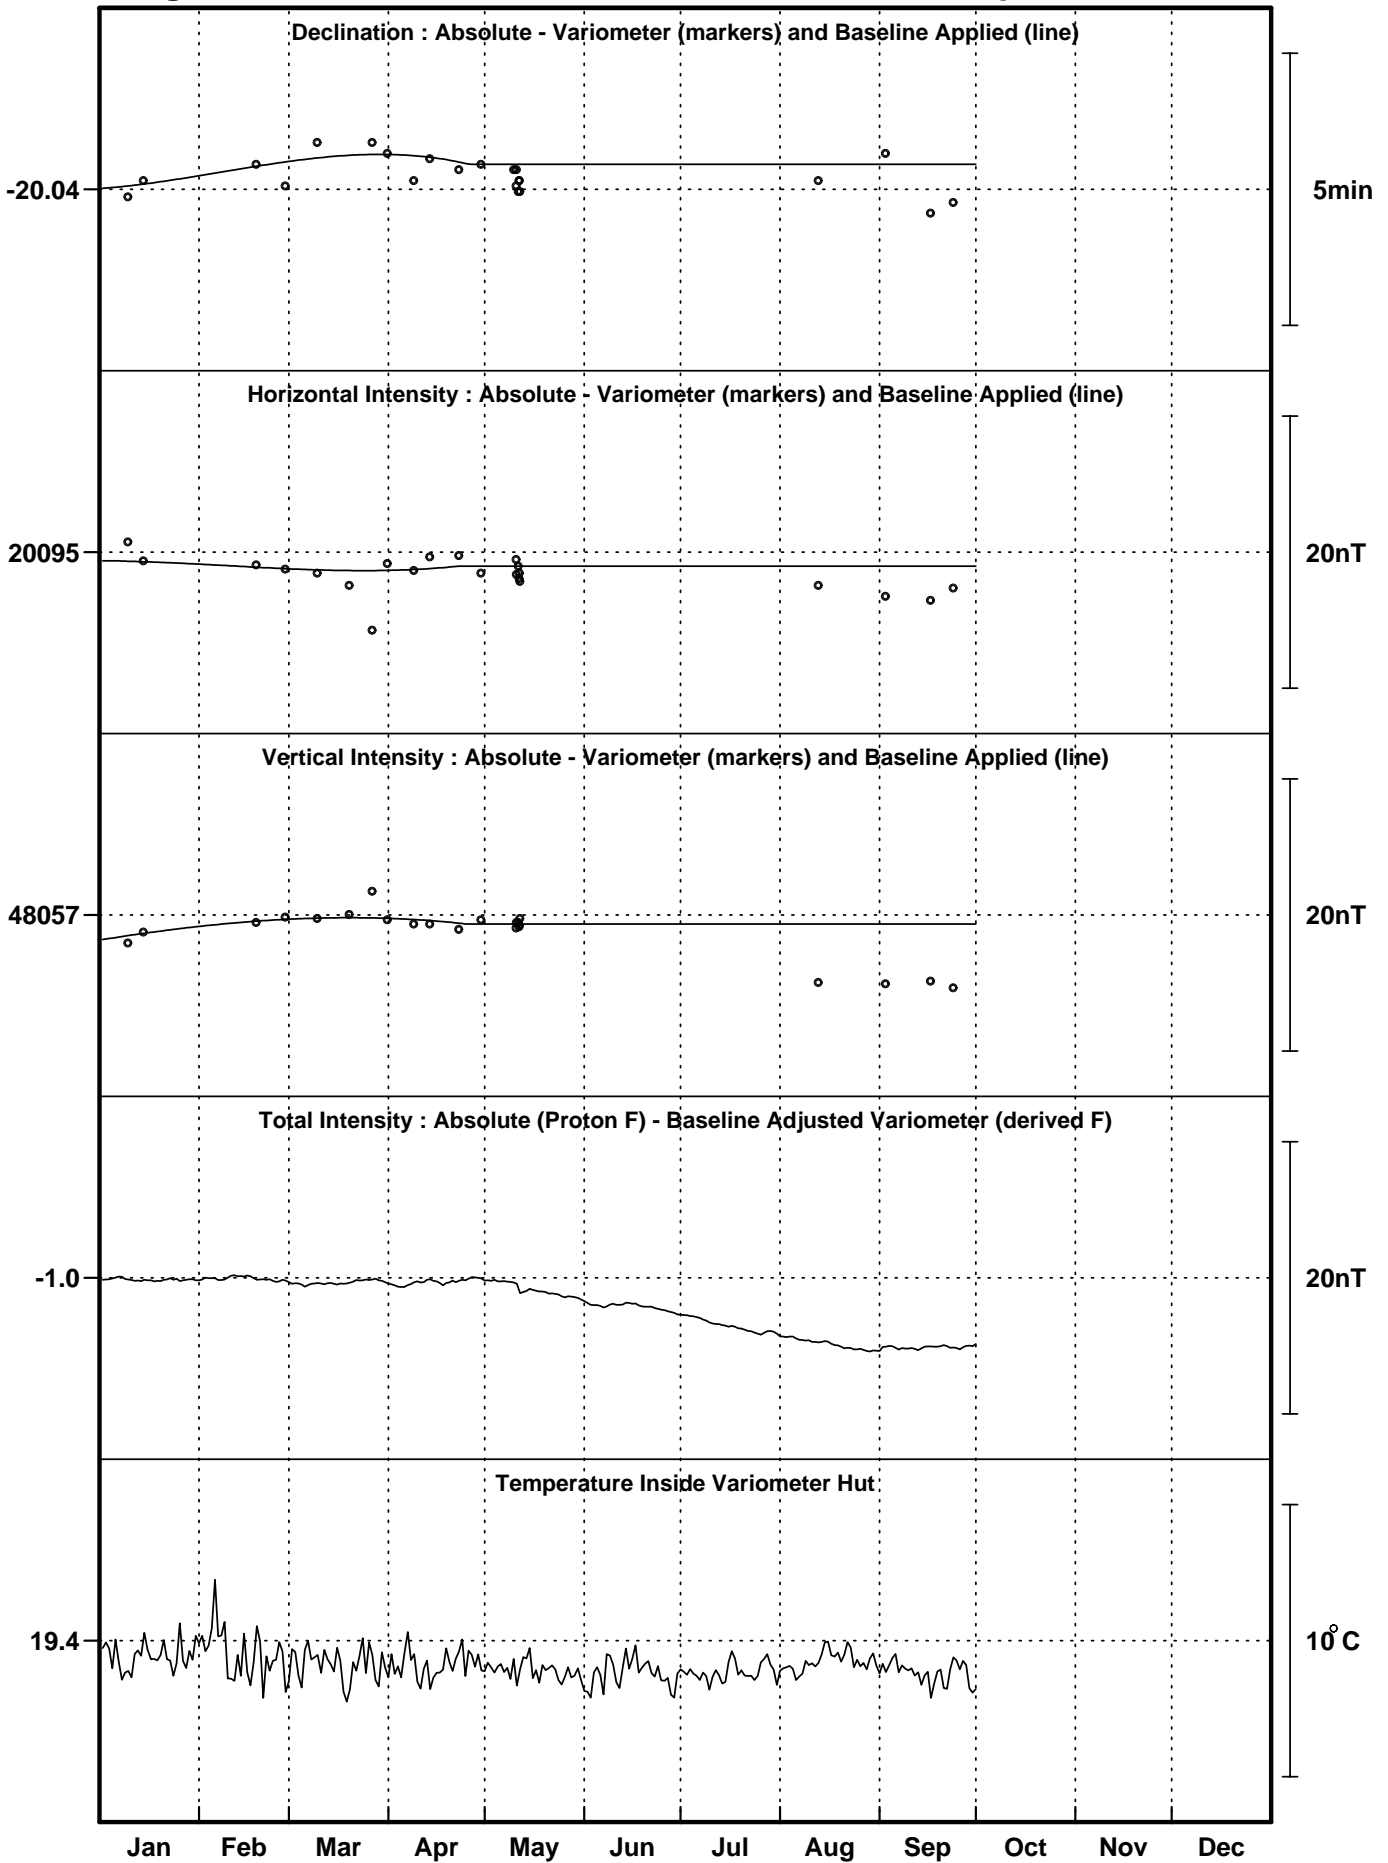 Declination : Absolute - Variometer (markers) and Baseline Applied (line)
-20.04
5min
Horizontal Intensity : Absolute - Variometer (markers) and Baseline Applied (line)
20095
20nT
Vertical Intensity : Absolute - Variometer (markers) and Baseline Applied (line)
48057
20nT
Total Intensity : Absolute (Proton F) - Baseline Adjusted Variometer (derived F)
-1.0
20nT
Temperature Inside Variometer Hut
19.4
10° C
Jan Feb Mar Apr May Jun Jul Aug Sep Oct Nov Dec